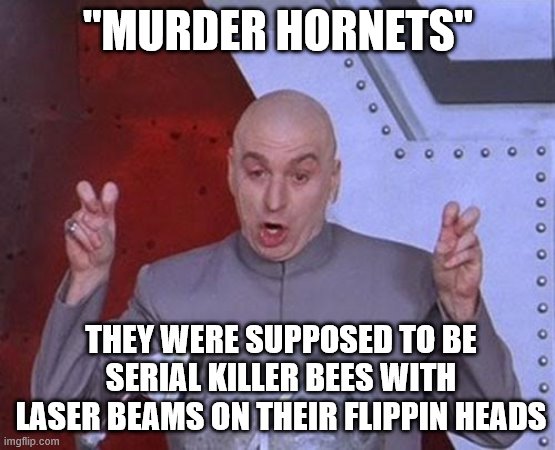 "MURDER HORNETS"
THEY WERE SUPPOSED TO BE
SERIAL KILLER BEES WITH
LASER BEAMS ON THEIR FLIPPIN HEADS
imgflip.com